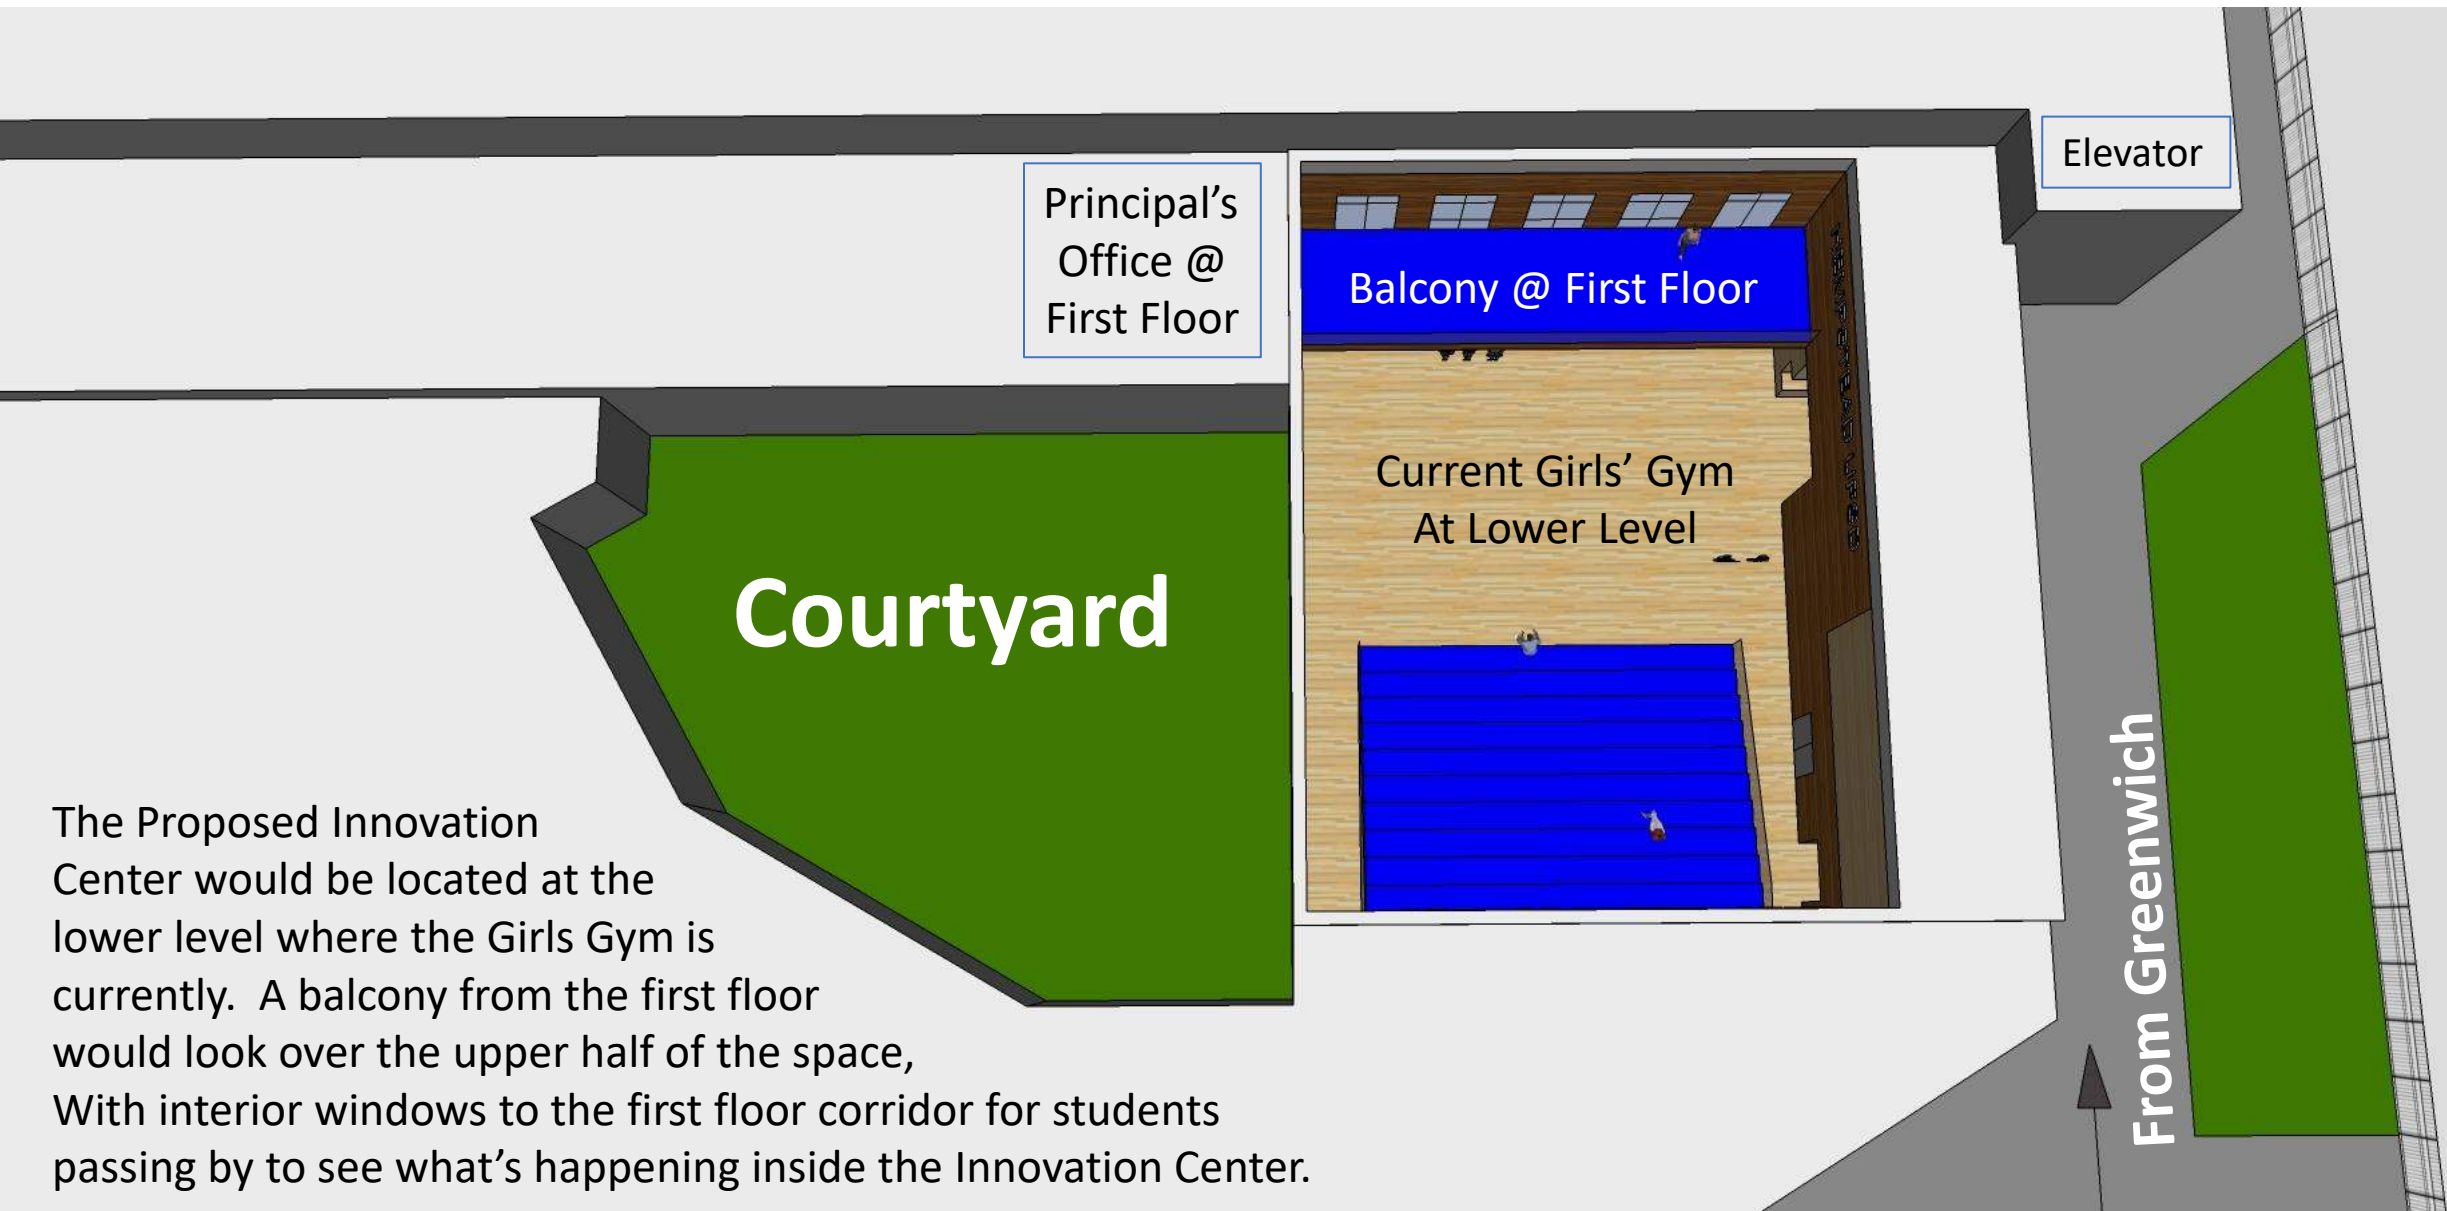 Elevator
Principal’s
Office @
First Floor
Balcony @ First Floor
Current Girls’ Gym
At Lower Level
Courtyard
From Greenwich
The Proposed Innovation
Center would be located at the
lower level where the Girls Gym is
currently.  A balcony from the first floor
would look over the upper half of the space,
With interior windows to the first floor corridor for students
passing by to see what’s happening inside the Innovation Center.